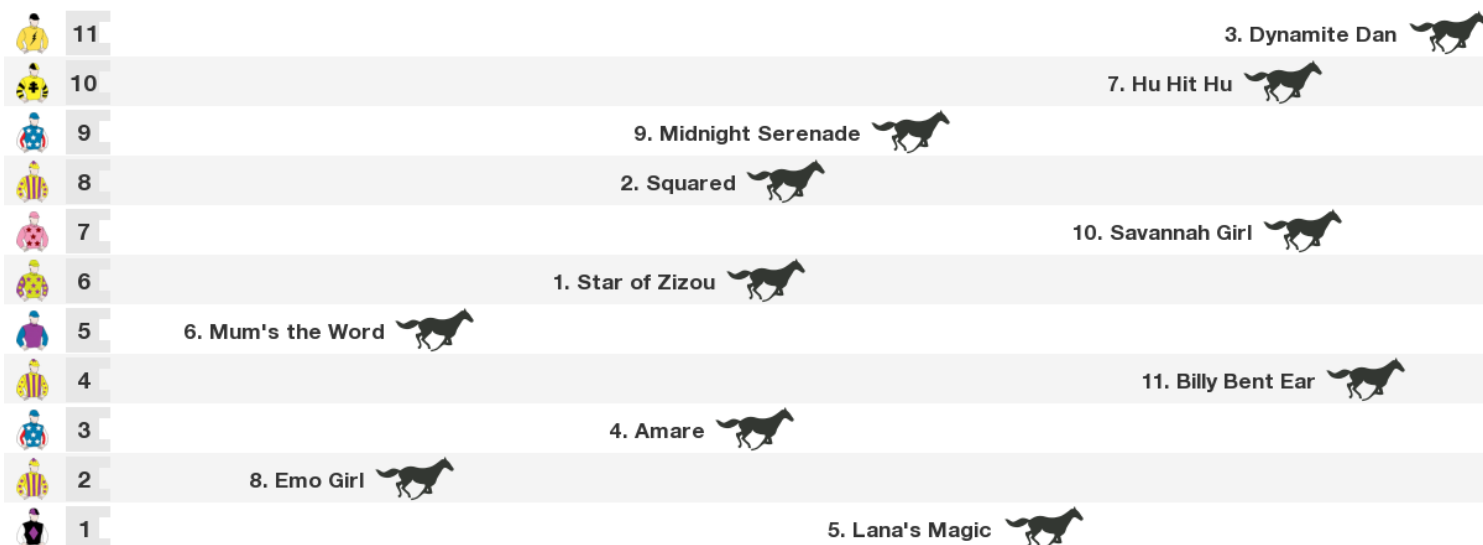 11 3. Dynamite Dan
10 7. Hu Hit Hu
9 9. Midnight Serenade
8 2. Squared
7 10. Savannah Girl
6 1. Star of Zizou
5 6. Mum's the Word
4 11. Billy Bent Ear
3 4. Amare
2 8. Emo Girl
1 5. Lana's Magic